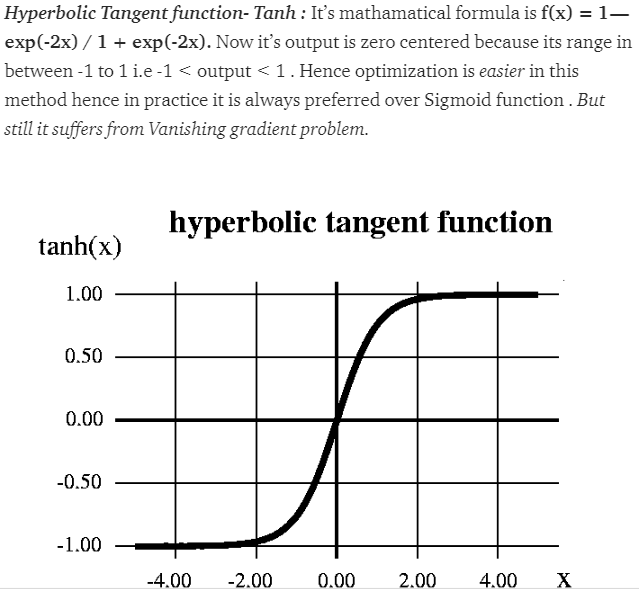 Hyperbolic Tangent function- Tanh : It’s mathamatical formula is f(x) = 1—
exp(-2x) / 1 + exp(-2x). Now it’s output is zero centered because its range in
between -1 to 1 i.e -1 < output < 1 . Hence optimization is easier in this
method hence in practice it is always preferred over Sigmoid function . But
still it suffers from Vanishing gradient problem.
hyperbolic tangent function
tanh(x)
1.00
0.50
0.00
-0.50
-1.00
-4.00 -2.00 0.00 2.00 4.00 X